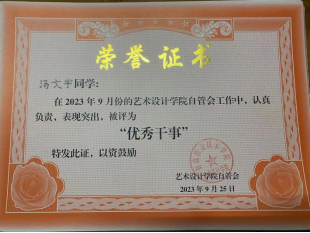 荣誉证书
汤文宇同学：
在2023年9月份的艺术设计学院自管会工作中，认真
负责，表现突出，被评为
“优秀干事”
特发此证，以资鼓励
艺术设计学院自管会
2023年9月25日